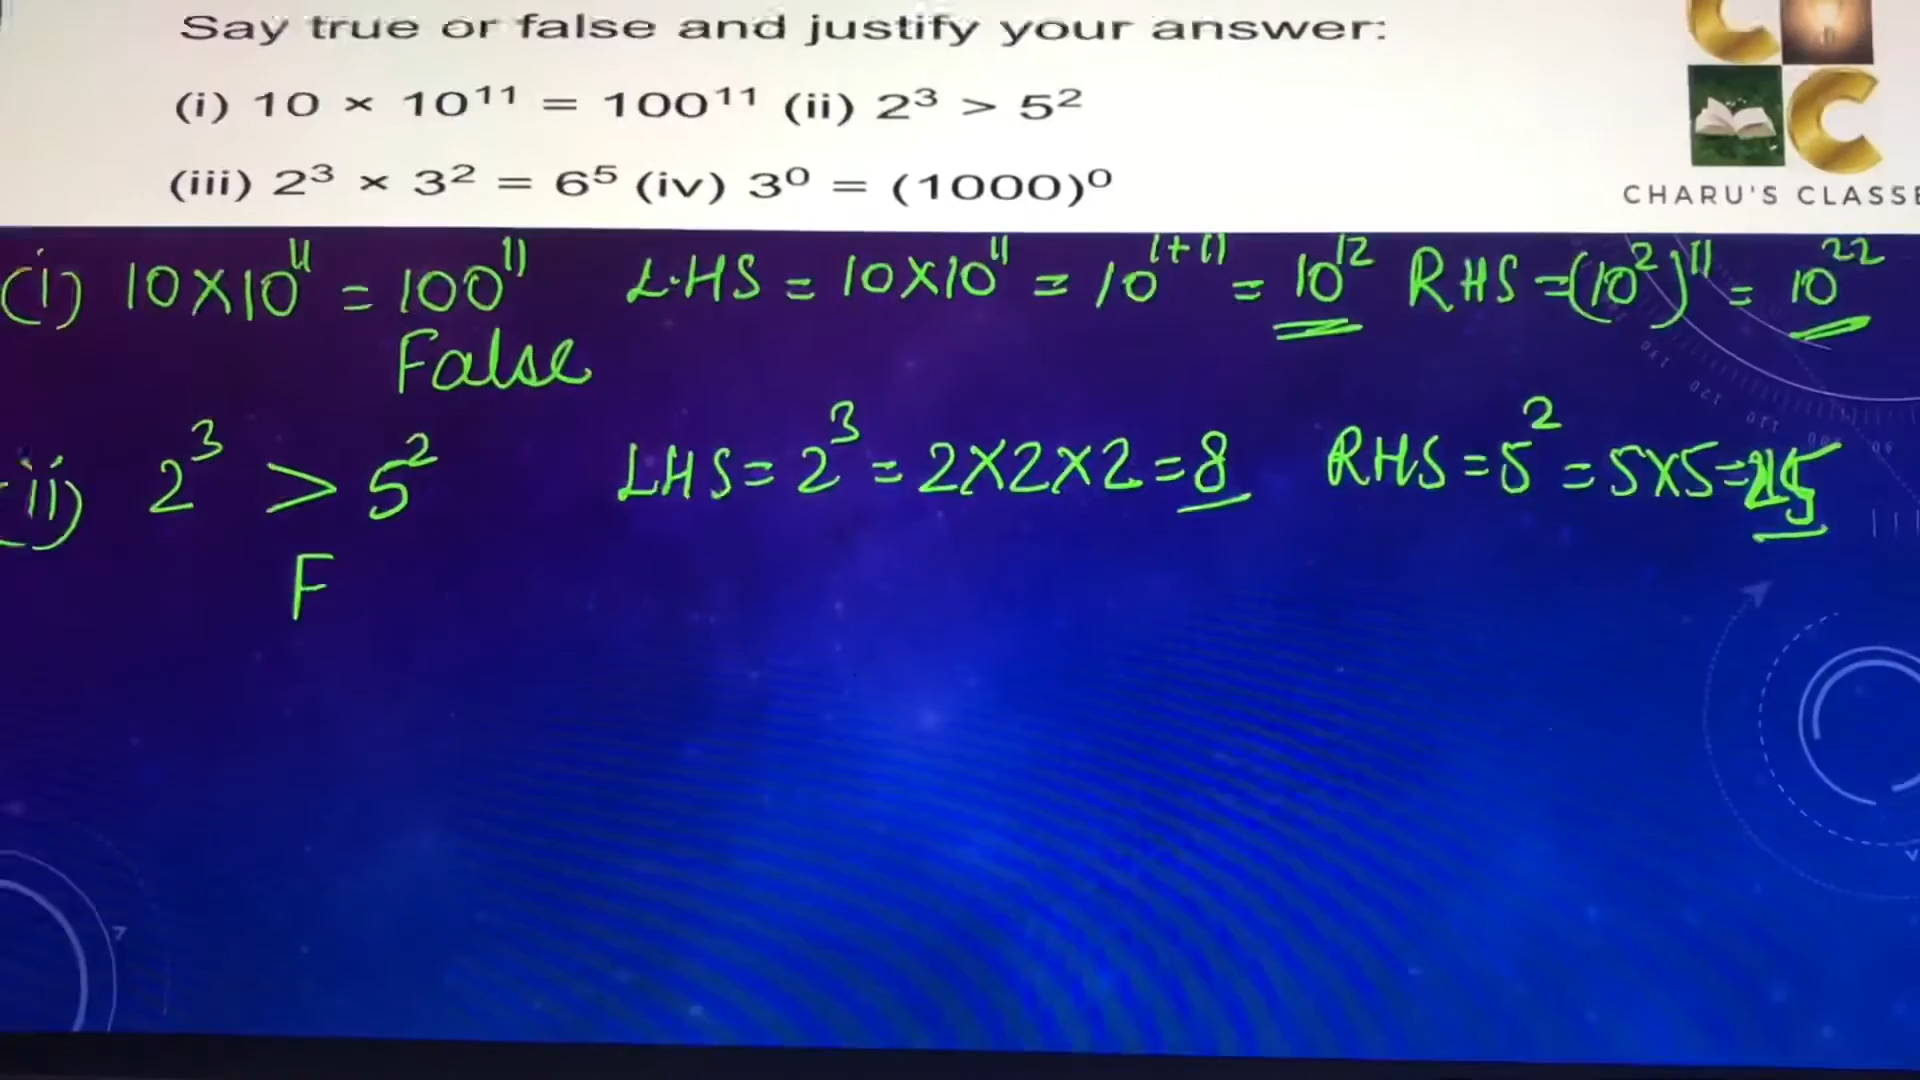 Say true or false and justify your answer:
(i) 10 × 10¹¹ = 100¹¹ (ii) 2³ > 5²
(iii) 2³ × 3² = 6⁵ (iv) 3⁰ = (1000)⁰
CHARU'S CLASSE
(i) 10×10¹¹ = 100¹¹ LHS = 10×10¹¹ = 10¹⁺¹¹ = 10¹² RHS = (10²)¹¹ = 10²²
False
ii) 2³ > 5² LHS = 2³ = 2×2×2 = 8 RHS = 5² = 5×5 = 25
F